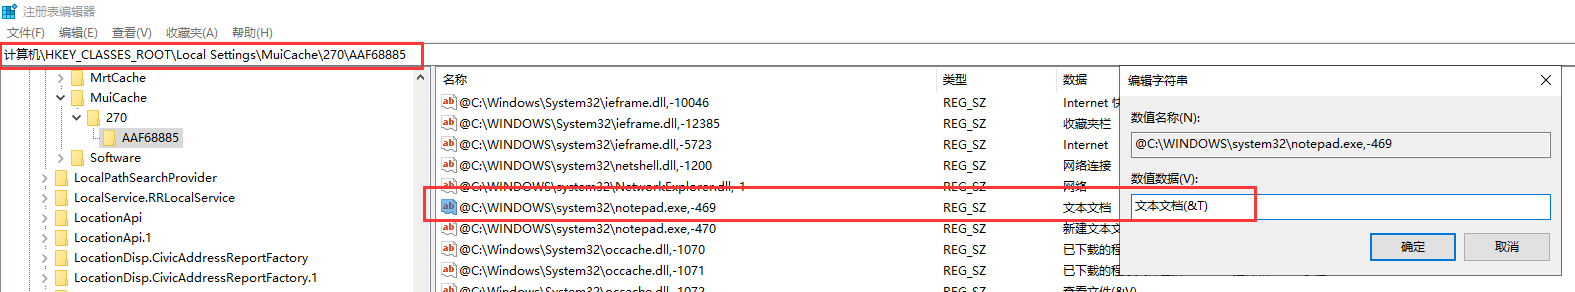 注册表编辑器
文件(F) 编辑(E) 查看(V) 收藏夹(A) 帮助(H)
计算机\HKEY_CLASSES_ROOT\Local Settings\MuiCache\270\AAF68885
MrtCache
MuiCache
270
AAF68885
Software
LocalPathSearchProvider
LocalService.RRLocalService
LocationApi
LocationApi.1
LocationDisp.CivicAddressReportFactory
LocationDisp.CivicAddressReportFactory.1
名称 类型 数据
@C:\Windows\System32\ieframe.dll,-10046 REG_SZ Internet
@C:\WINDOWS\System32\ieframe.dll,-12385 REG_SZ 收藏夹栏
@C:\Windows\System32\ieframe.dll,-5723 REG_SZ Internet
@C:\Windows\System32\netshell.dll,-1200 REG_SZ 网络连接
@C:\WINDOWS\system32\NetworkExplorer.dll,-1 REG_SZ 网络
@C:\WINDOWS\system32\notepad.exe,-469 REG_SZ 文本文档
@C:\WINDOWS\system32\notepad.exe,-470 REG_SZ 新建文本文
@C:\Windows\System32\occache.dll,-1070 REG_SZ 已下载的程
@C:\Windows\System32\occache.dll,-1071 REG_SZ 已下载的程
@C:\Windows\System32\occache.dll,-1072 REG_SZ 查看文件(&V)
编辑字符串
数值名称(N):
@C:\WINDOWS\system32\notepad.exe,-469
数值数据(V):
文本文档(&T)
确定 取消